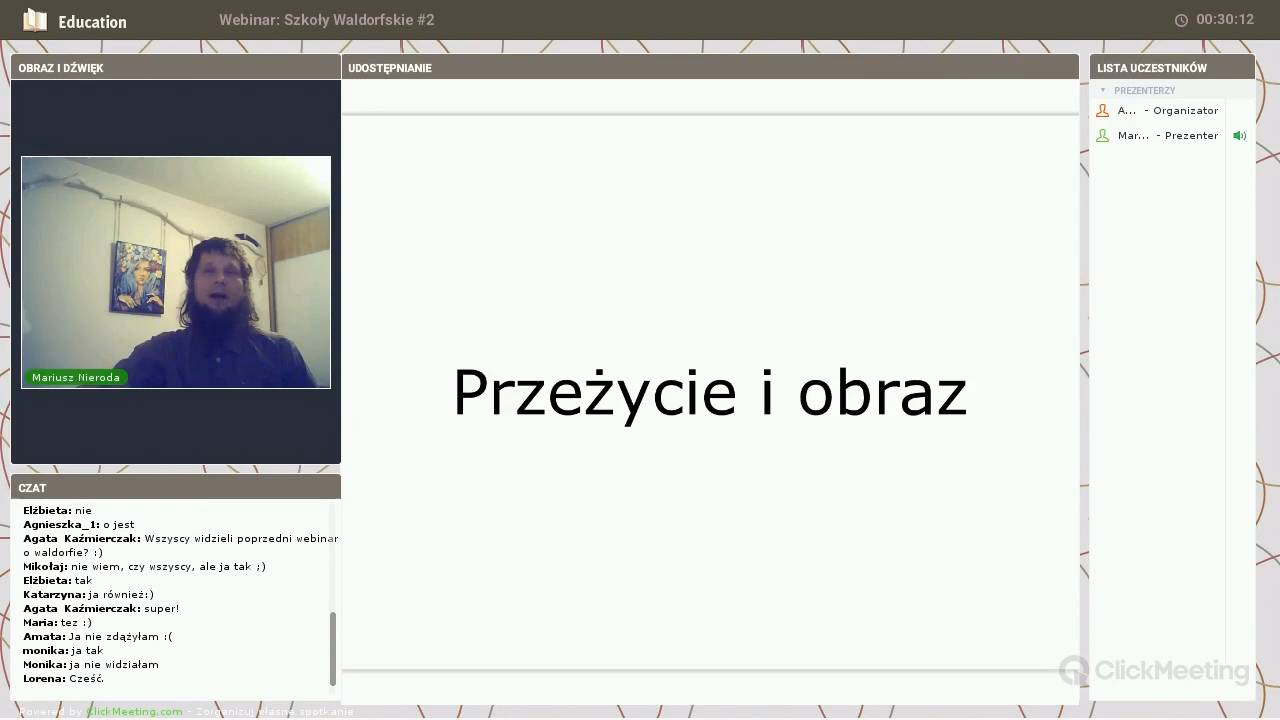 Education
Webinar: Szkoły Waldorfskie #2
00:30:12
OBRAZ I DŹWIĘK
UDOSTĘPNIANIE
LISTA UCZESTNIKÓW
PREZENTERZY
A... - Organizator
Mar... - Prezenter
Mariusz Nieroda
Przeżycie i obraz
CZAT
Elżbieta: nie
Agnieszka_1: o jest
Agata Kaźmierczak: Wszyscy widzieli poprzedni webinar
o waldorfie? :)
Mikołaj: nie wiem, czy wszyscy, ale ja tak ;)
Elżbieta: tak
Katarzyna: ja również:)
Agata Kaźmierczak: super!
Maria: tez :)
Amata: Ja nie zdążyłam :(
monika: ja tak
Monika: ja nie widziałam
Lorena: Cześć.
ClickMeeting
Powered by ClickMeeting.com - Zorganizuj własne spotkanie